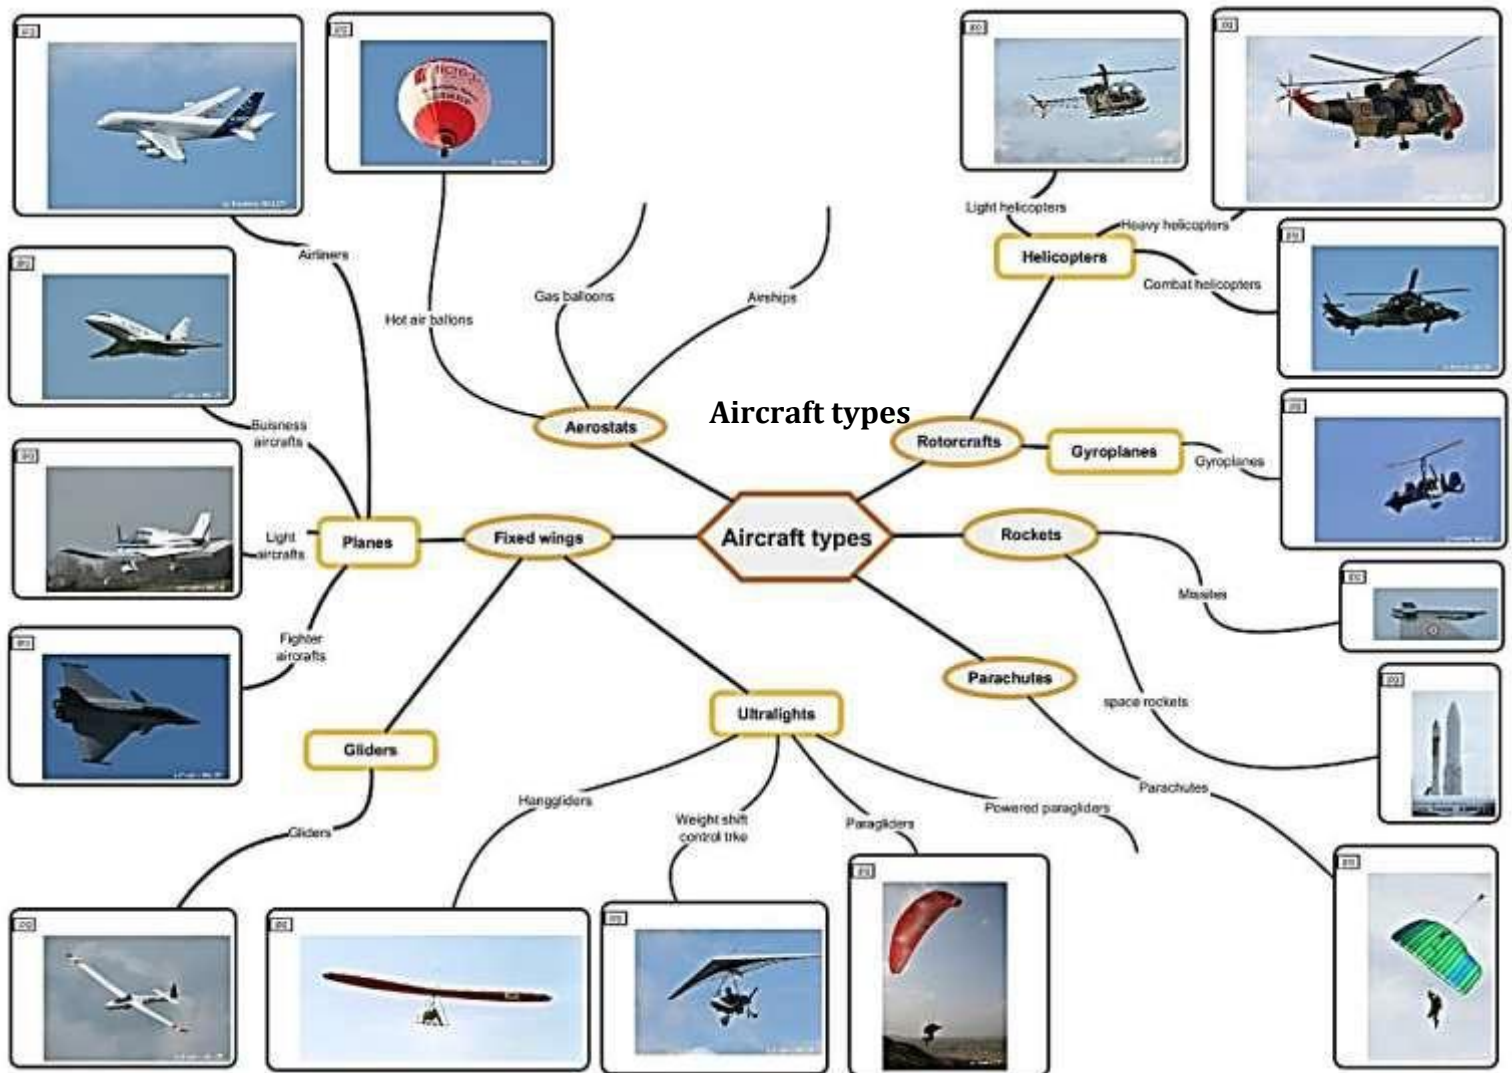 Light helicopters
Heavy helicopters
Helicopters
Airliners
Combat helicopters
Gas balloons
Airships
Hot air ballons
Aircraft types
Aerostats
Rotorcrafts
Gyroplanes
Gyroplanes
Buisness
aircrafts
Light
aircrafts
Planes
Fixed wings
Aircraft types
Rockets
Missiles
Fighter
aircrafts
Parachutes
space rockets
Ultralights
Gliders
Parachutes
Hanggliders
Weight shift
control trke
Paragliders
Powered paragliders
Gliders